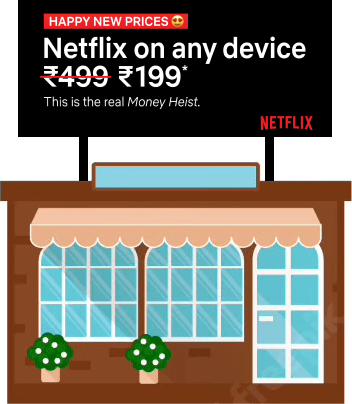 HAPPY NEW PRICES
Netflix on any device
₹499 ₹199*
This is the real Money Heist.
NETFLIX